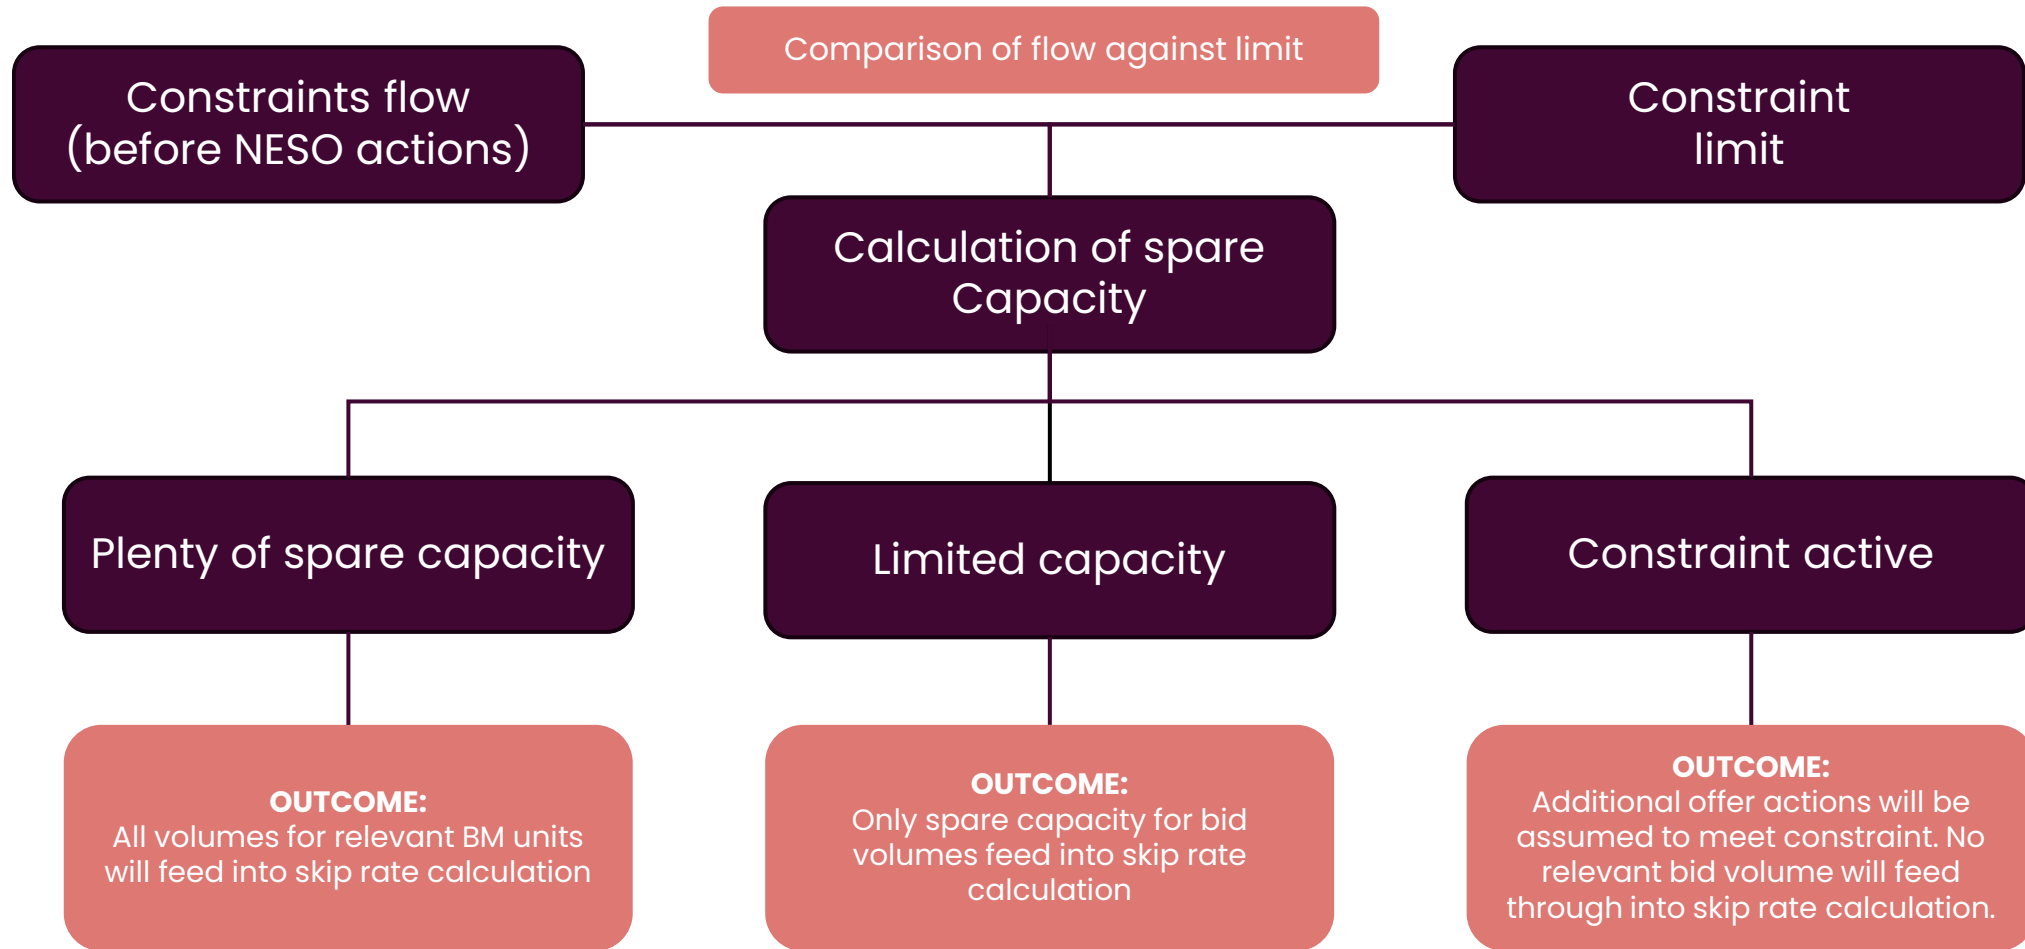 Comparison of flow against limit
Constraints flow
(before NESO actions)
Constraint
limit
Calculation of spare
Capacity
Plenty of spare capacity
Limited capacity
Constraint active
OUTCOME:
All volumes for relevant BM units
will feed into skip rate calculation
OUTCOME:
Only spare capacity for bid
volumes feed into skip rate
calculation
OUTCOME:
Additional offer actions will be
assumed to meet constraint. No
relevant bid volume will feed
through into skip rate calculation.